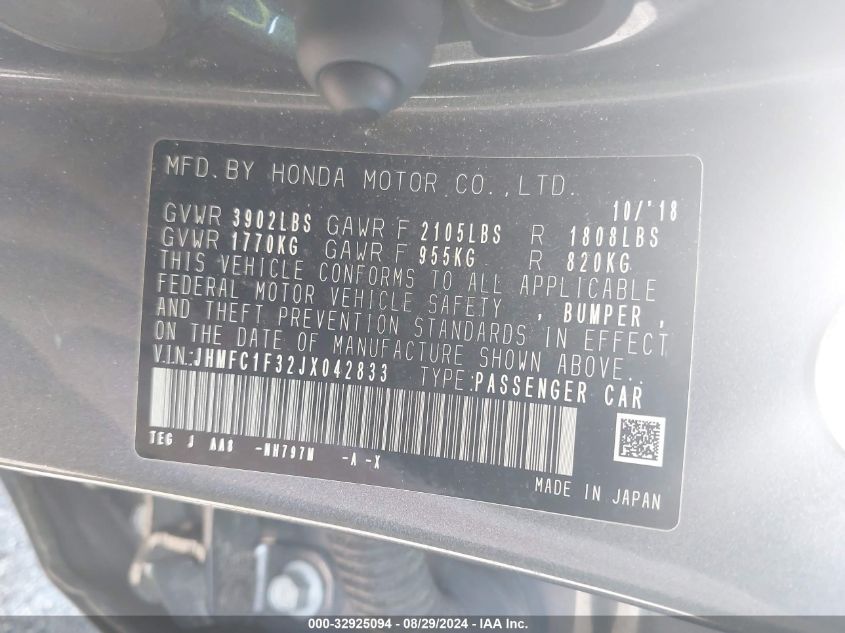 MFD. BY HONDA MOTOR CO., LTD.
10/'18
GVWR 3902LBS GAWR F 2105LBS R 1808LBS
GVWR 1770KG GAWR F 955KG R 820KG
THIS VEHICLE CONFORMS TO ALL APPLICABLE
FEDERAL MOTOR VEHICLE SAFETY , BUMPER ,
AND THEFT PREVENTION STANDARDS IN EFFECT
ON THE DATE OF MANUFACTURE SHOWN ABOVE..
V.I.N.:JHMFC1F32JX042833 TYPE:PASSENGER CAR
TEG J AA8 -NH797M -A -X
MADE IN JAPAN
000-32925094 - 08/29/2024 - IAA Inc.